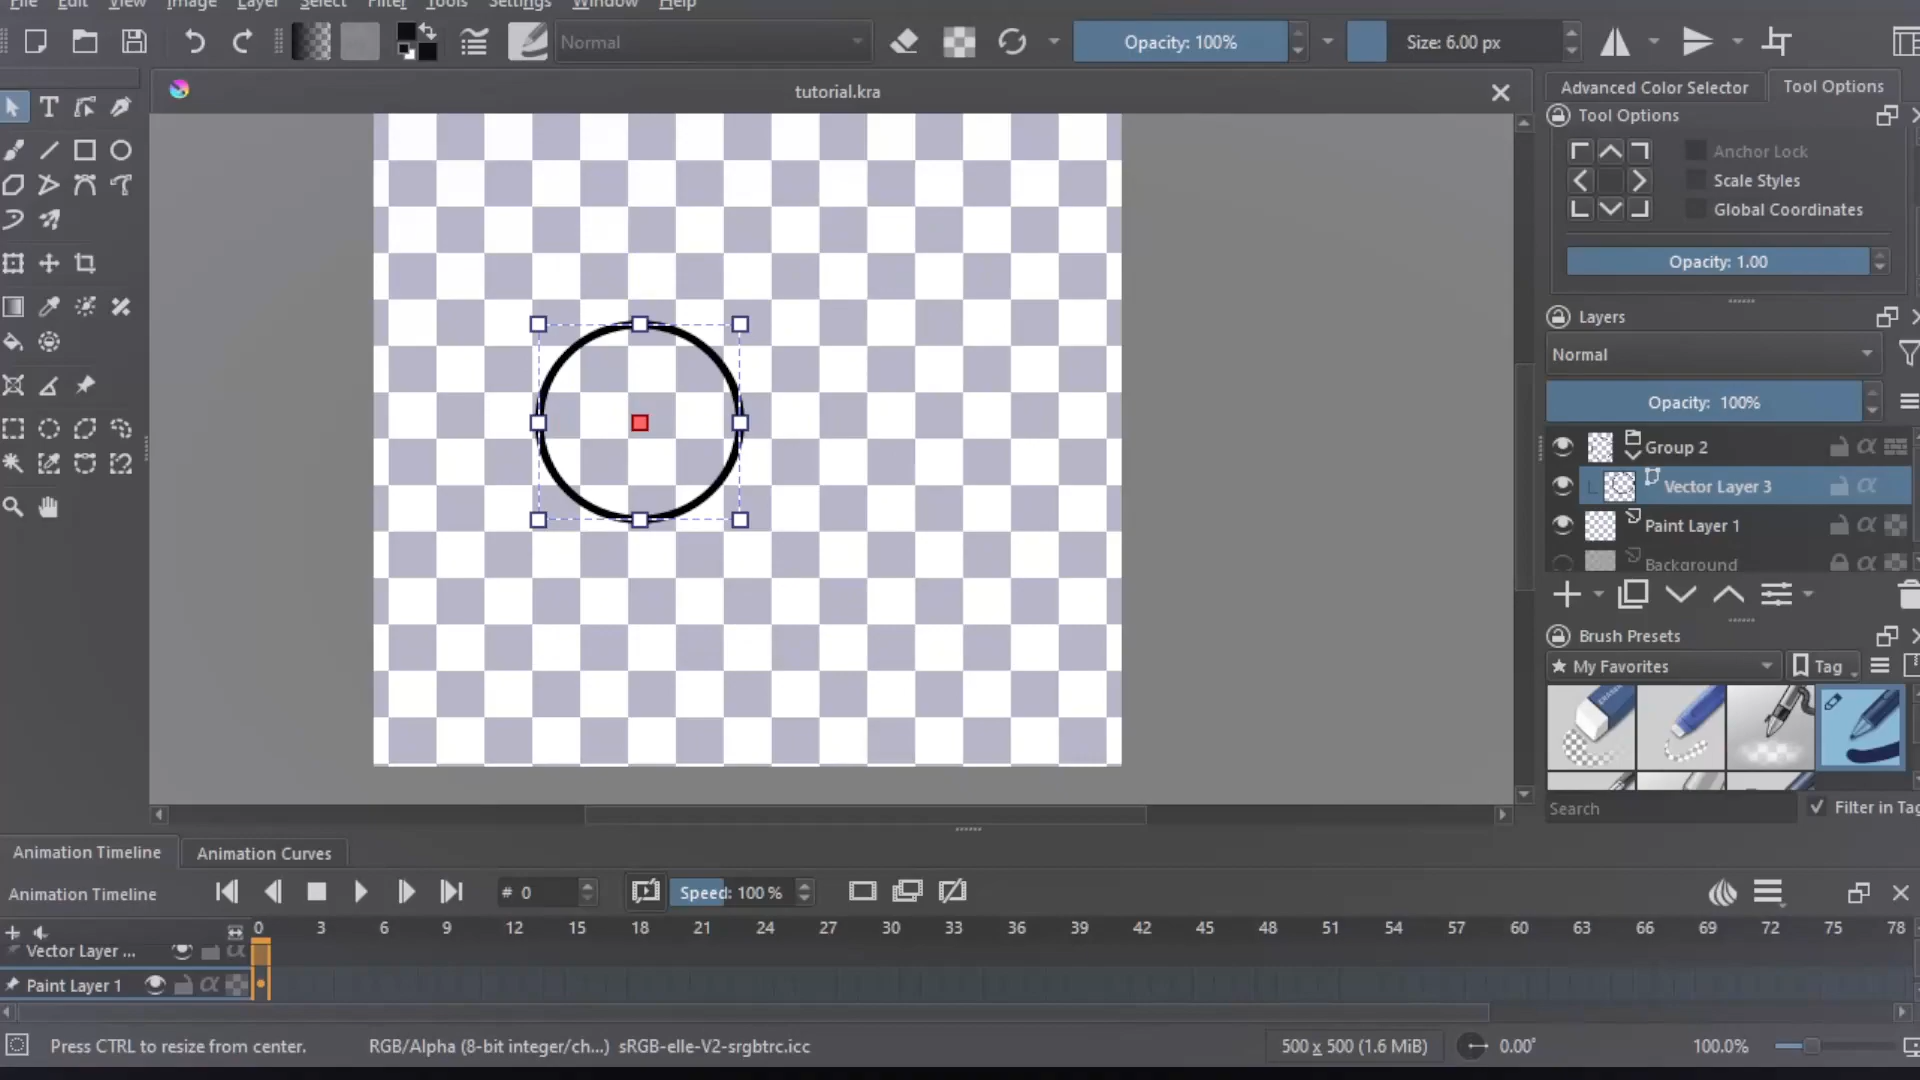 File Edit View Image Layer Select Filter Tools Settings Window Help
Normal
Opacity: 100%
Size: 6.00 px
tutorial.kra
Advanced Color Selector
Tool Options
Tool Options
Anchor Lock
Scale Styles
Global Coordinates
Opacity: 1.00
Layers
Normal
Opacity: 100%
Group 2
Vector Layer 3
Paint Layer 1
Background
Brush Presets
My Favorites
Tag
Search
Filter in Tag
Animation Timeline
Animation Curves
Animation Timeline
# 0
Speed: 100 %
0 3 6 9 12 15 18 21 24 27 30 33 36 39 42 45 48 51 54 57 60 63 66 69 72 75 78
Vector Layer ...
Paint Layer 1
Press CTRL to resize from center.
RGB/Alpha (8-bit integer/ch...) sRGB-elle-V2-srgbtrc.icc
500 x 500 (1.6 MiB)
0.00°
100.0%